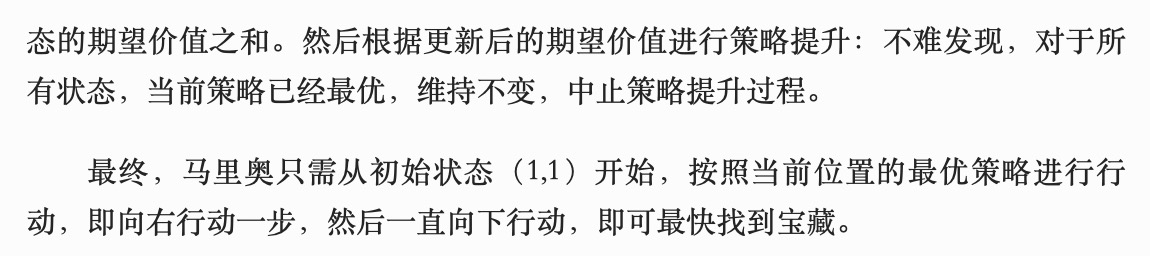 态的期望价值之和。然后根据更新后的期望价值进行策略提升：不难发现，对于所
有状态，当前策略已经最优，维持不变，中止策略提升过程。
最终，马里奥只需从初始状态（1,1）开始，按照当前位置的最优策略进行行
动，即向右行动一步，然后一直向下行动，即可最快找到宝藏。